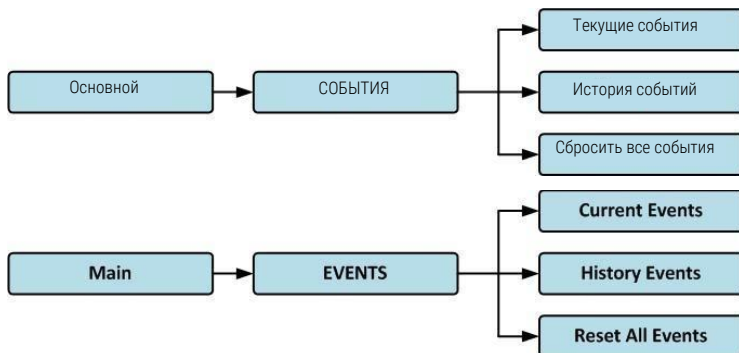 Текущие события
Основной
СОБЫТИЯ
История событий
Сбросить все события
Current Events
Main
EVENTS
History Events
Reset All Events